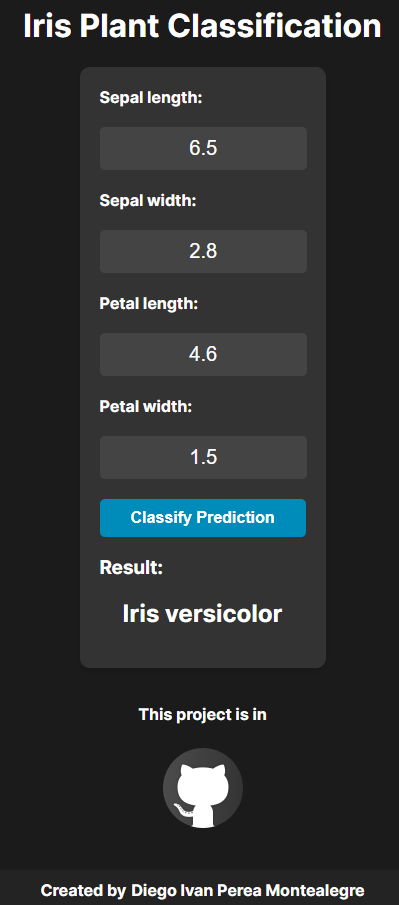 Iris Plant Classification
Sepal length:
6.5
Sepal width:
2.8
Petal length:
4.6
Petal width:
1.5
Classify Prediction
Result:
Iris versicolor
This project is in
Created by Diego Ivan Perea Montealegre